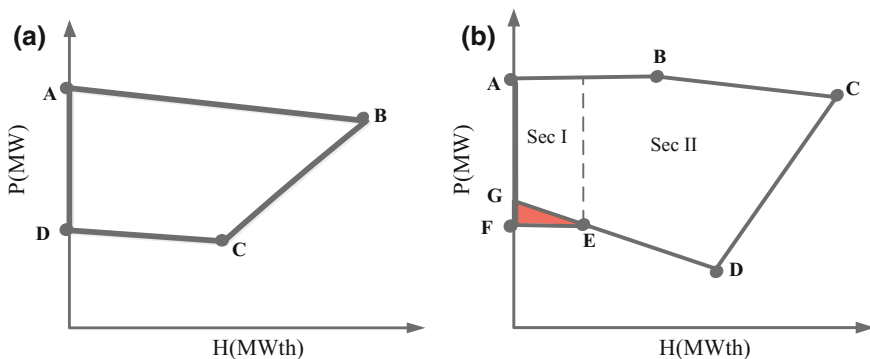 (a)
A
B
C
D
P(MW)
H(MWth)
(b)
A
B
C
Sec I
Sec II
G
F
E
D
P(MW)
H(MWth)